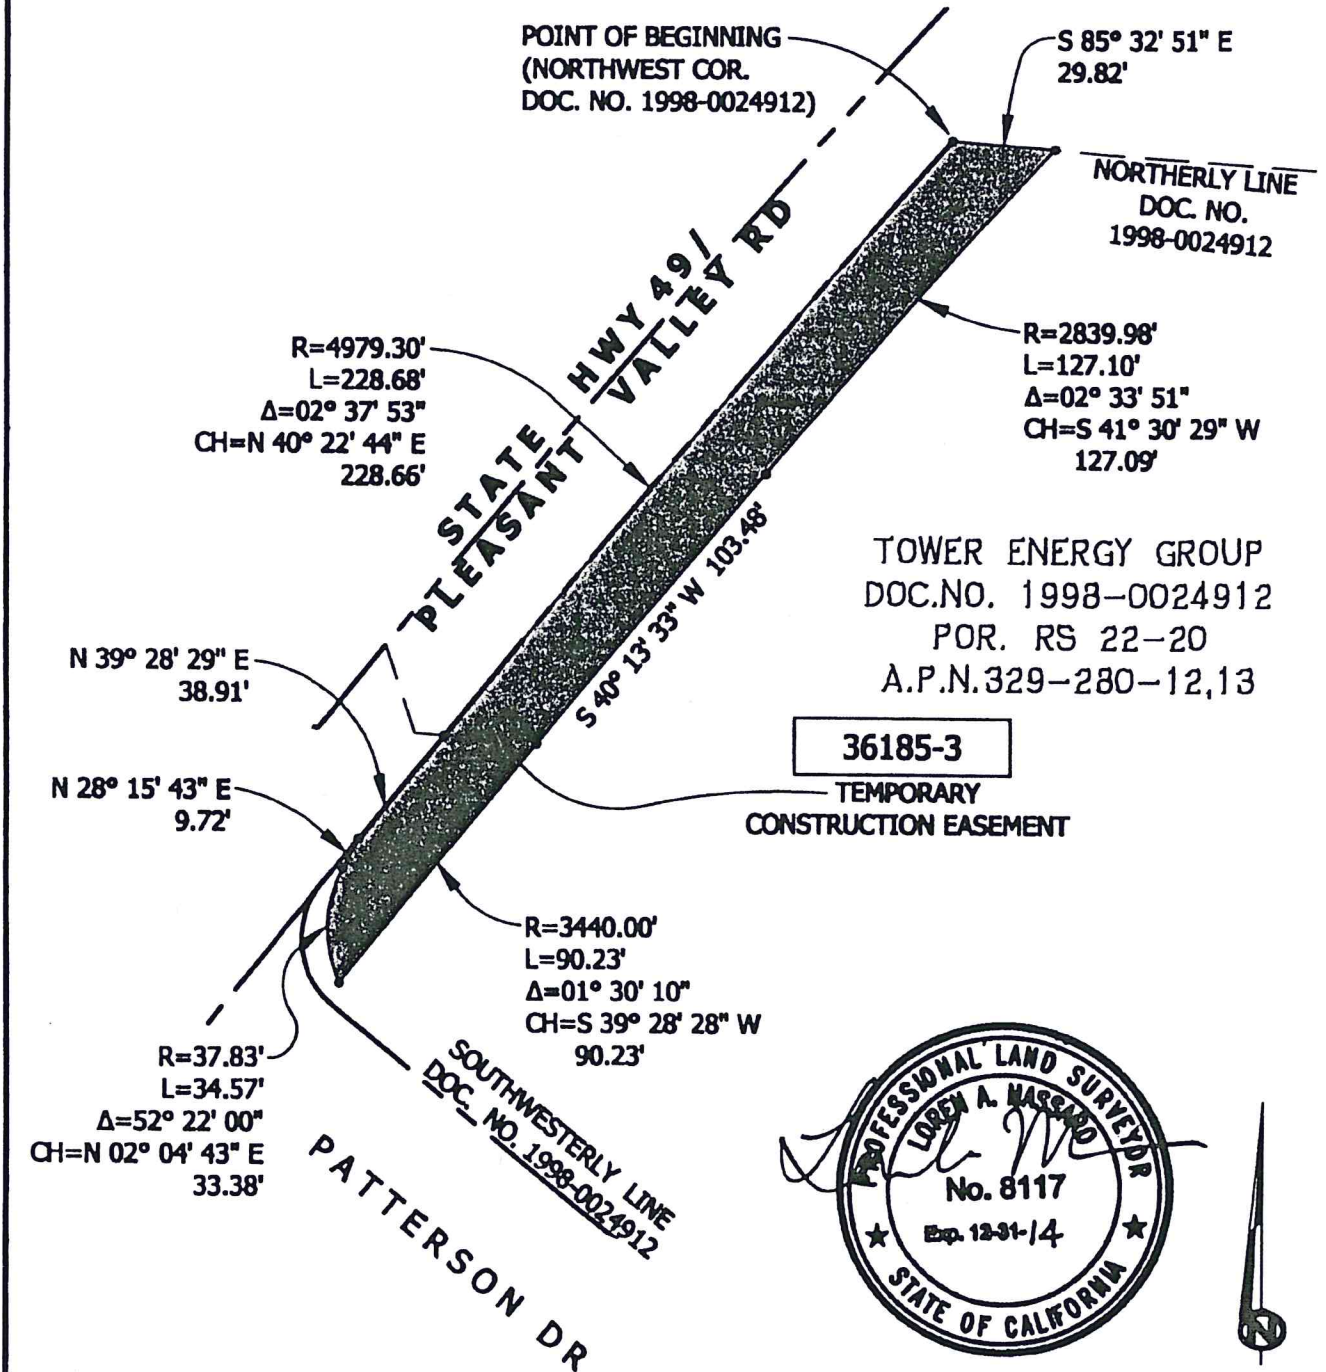 POINT OF BEGINNING
(NORTHWEST COR.
DOC. NO. 1998-0024912)
S 85° 32' 51" E
29.82'
NORTHERLY LINE
DOC. NO.
1998-0024912
STATE HWY 49/
PLEASANT VALLEY RD
R=4979.30'
L=228.68'
Δ=02° 37' 53"
CH=N 40° 22' 44" E
228.66'
R=2839.98'
L=127.10'
Δ=02° 33' 51"
CH=S 41° 30' 29" W
127.09'
S 40° 13' 33" W 103.48'
TOWER ENERGY GROUP
DOC.NO. 1998-0024912
POR. RS 22-20
A.P.N.329-280-12,13
N 39° 28' 29" E
38.91'
36185-3
TEMPORARY
CONSTRUCTION EASEMENT
N 28° 15' 43" E
9.72'
R=3440.00'
L=90.23'
Δ=01° 30' 10"
CH=S 39° 28' 28" W
90.23'
R=37.83'
L=34.57'
Δ=52° 22' 00"
CH=N 02° 04' 43" E
33.38'
SOUTHWESTERLY LINE
DOC. NO. 1998-0024912
PATTERSON DR
PROFESSIONAL LAND SURVEYOR
LOREN A. MASSARO
No. 8117
Exp. 12-31-14
STATE OF CALIFORNIA
N